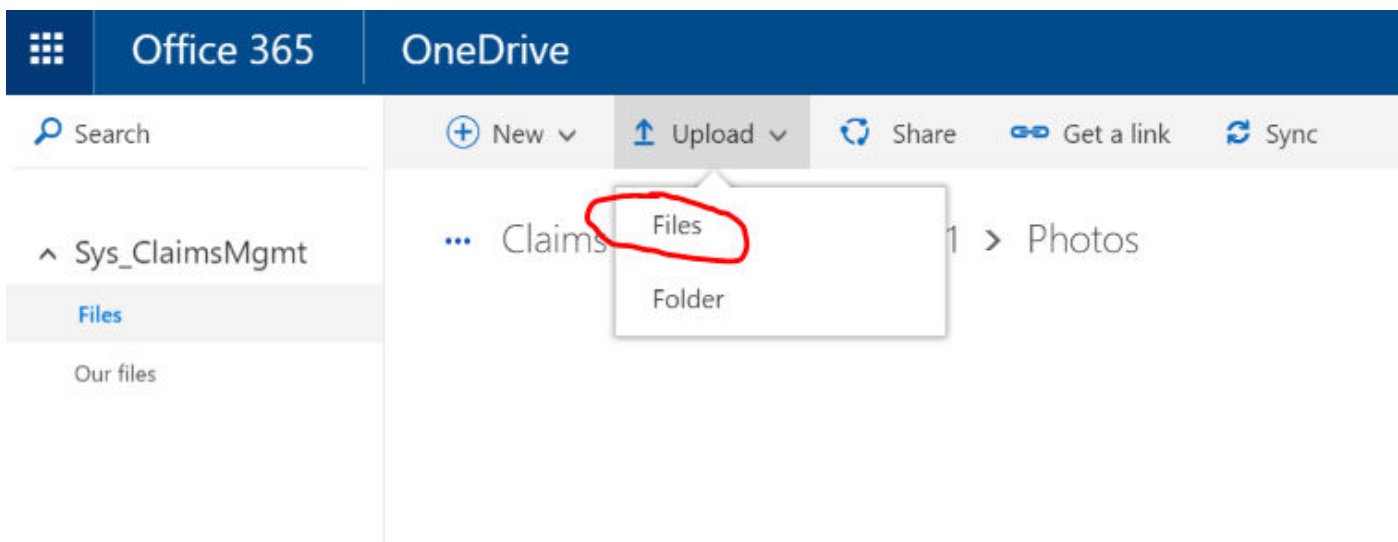 Office 365 OneDrive
Search New Upload Share Get a link Sync
Files
Sys_ClaimsMgmt ... Claims 1 > Photos
Folder
Files
Our files